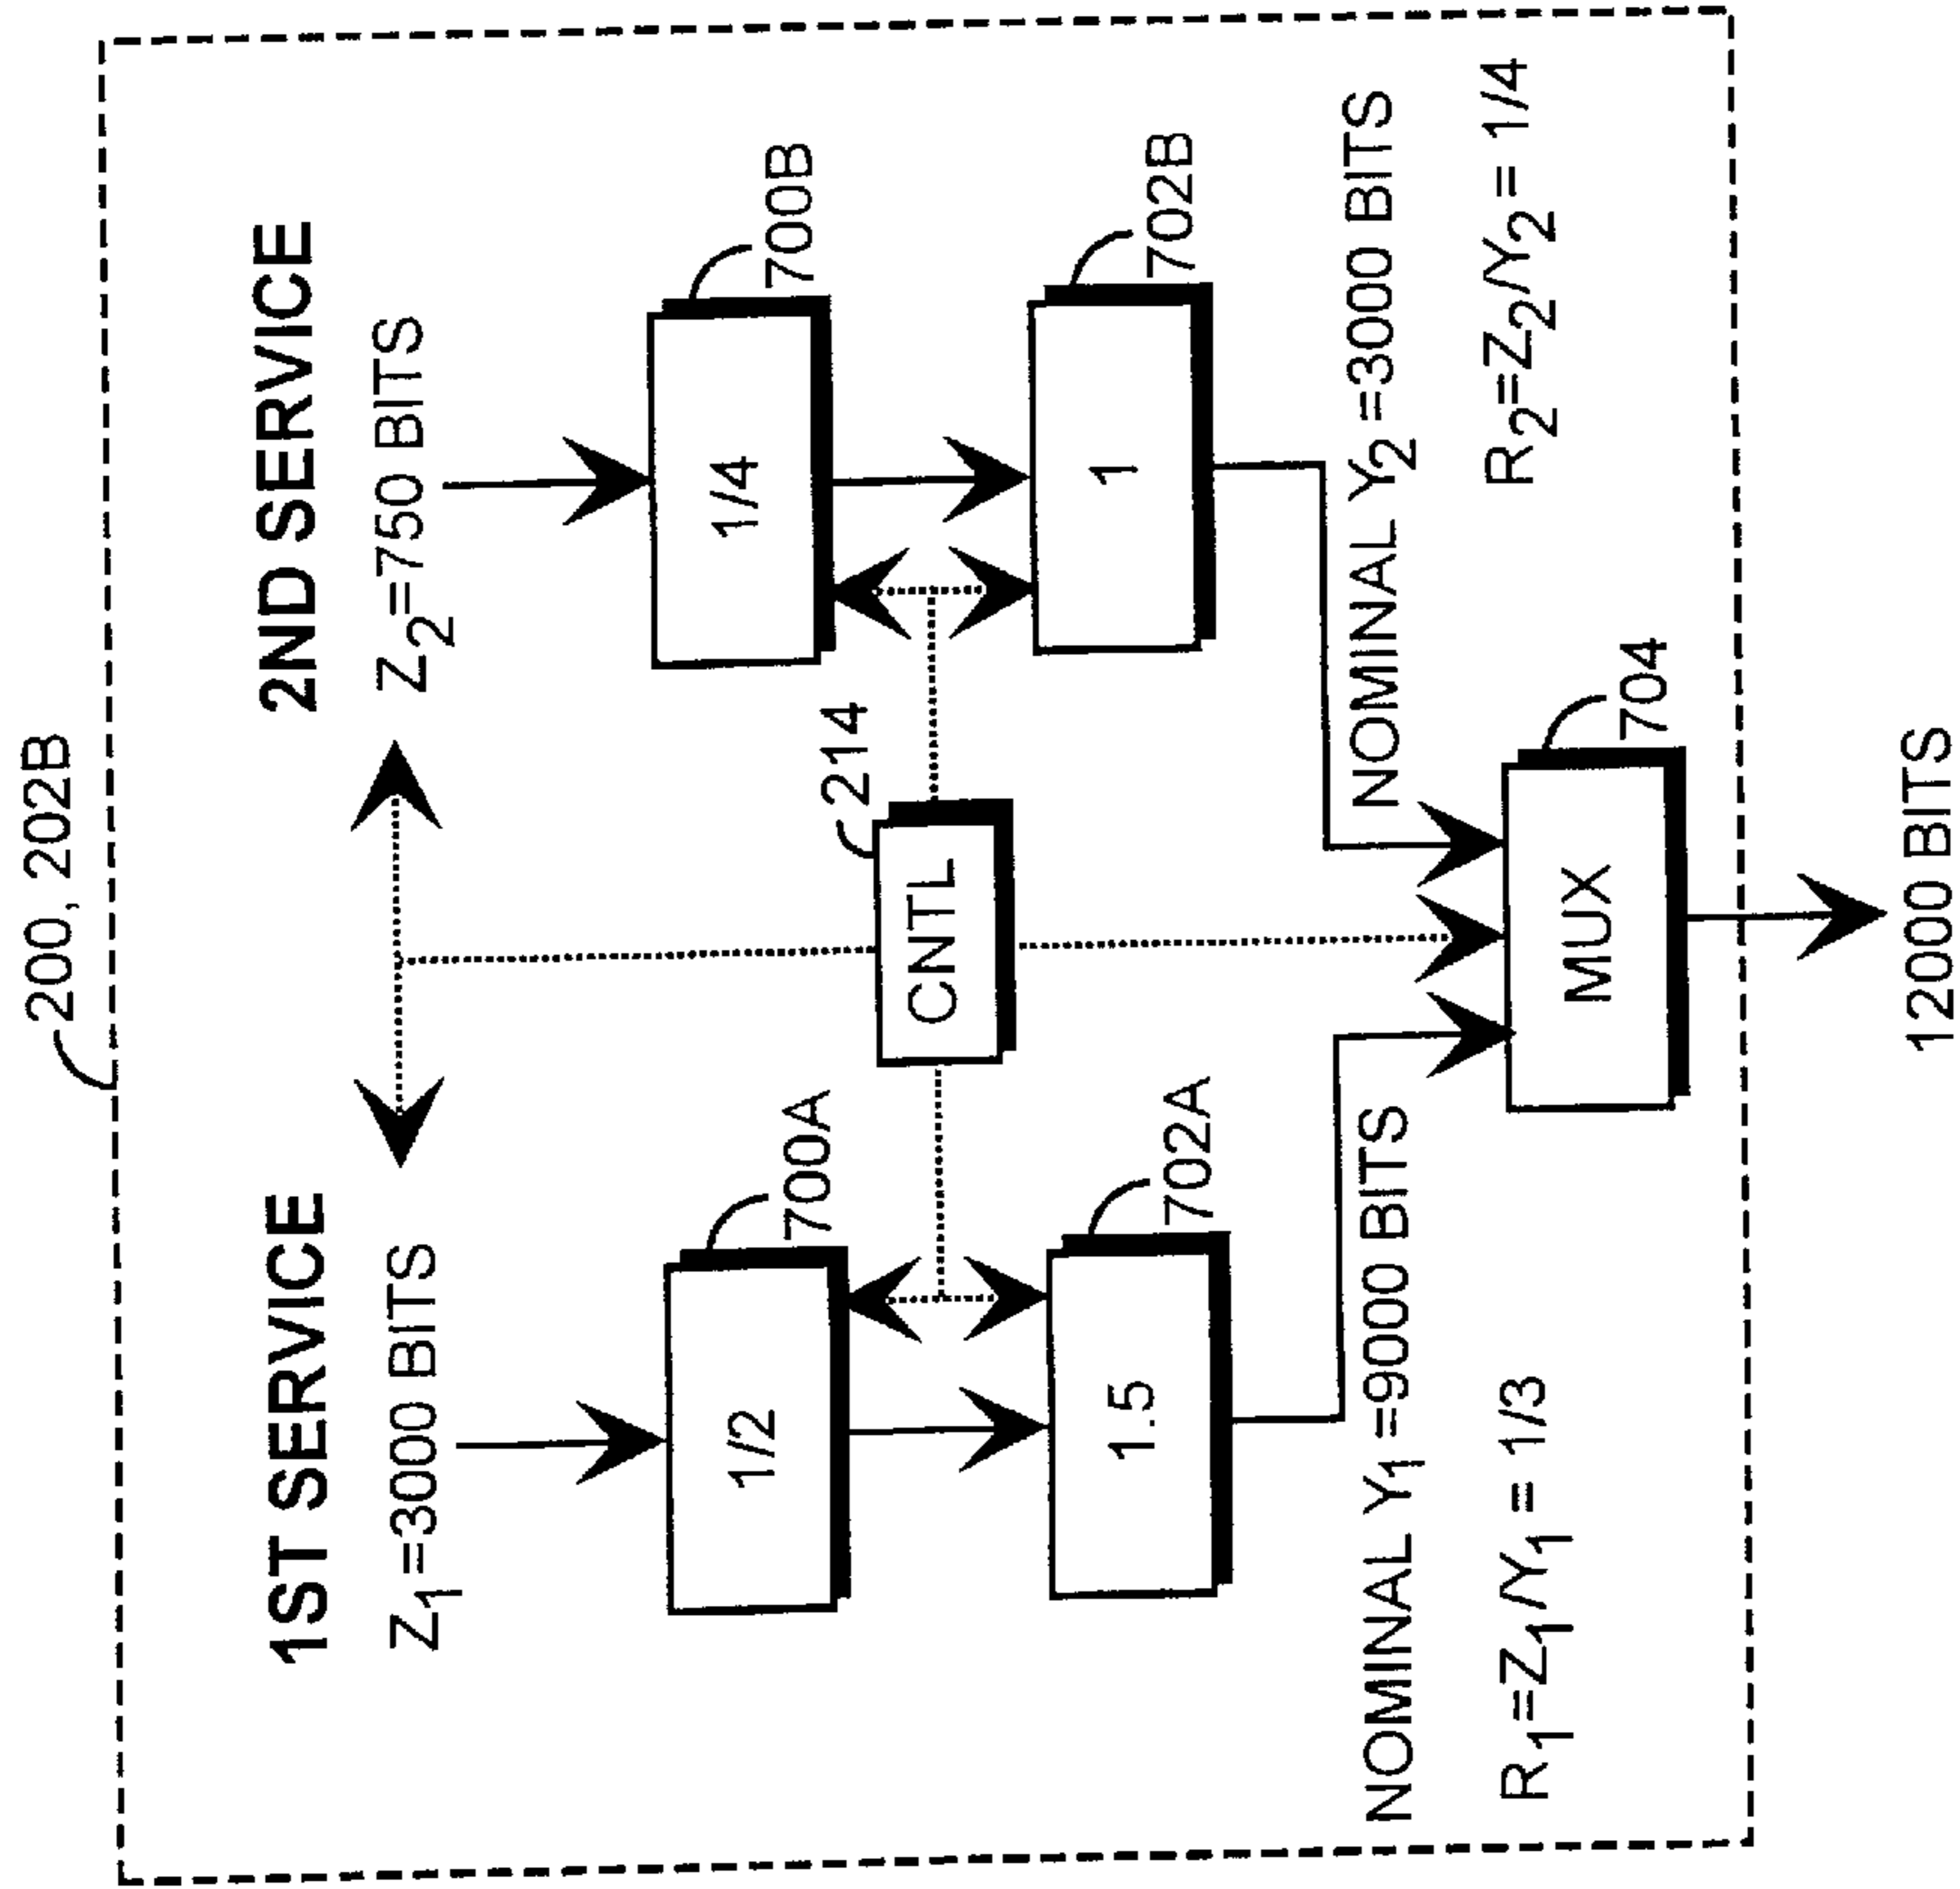 200, 202B
1ST SERVICE
2ND SERVICE
Z1=3000 BITS
Z2=750 BITS
1/2
700A
1/4
700B
CNTL
214
1.5
702A
1
702B
NOMINAL Y1=9000 BITS
NOMINAL Y2=3000 BITS
R1=Z1/Y1 = 1/3
R2=Z2/Y2 = 1/4
MUX
704
12000 BITS